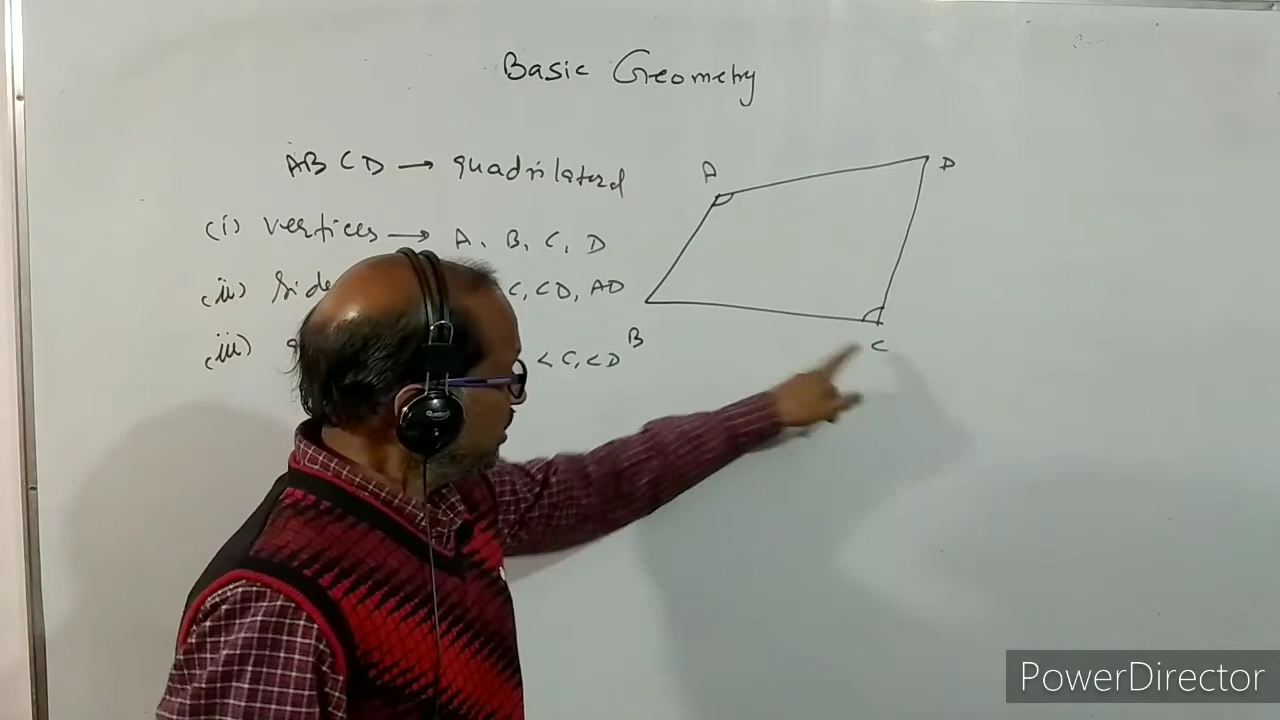 Basic Geometry
ABCD → quadrilateral
(i) vertices → A, B, C, D
(ii) Side C, CD, AD
(iii) <C, <D
A
D
B
C
PowerDirector